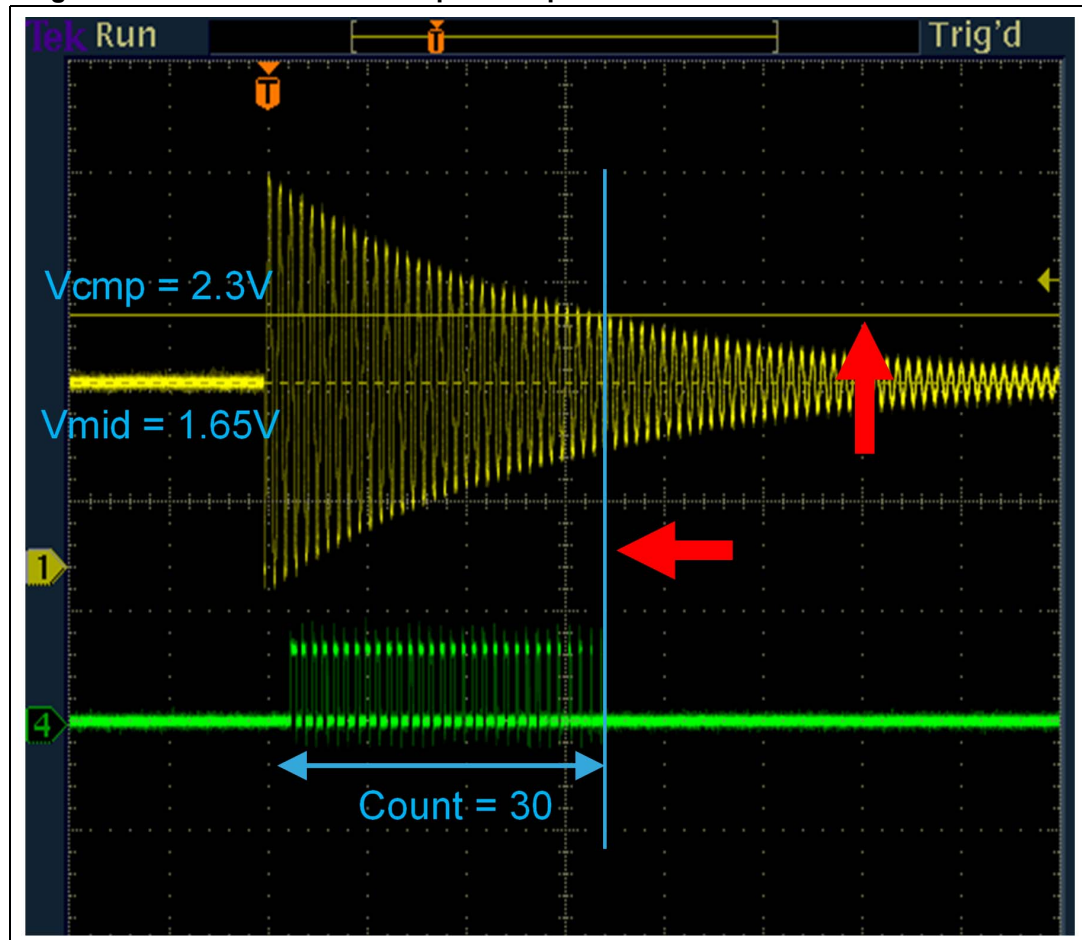 Tek Run Trig'd
T
T
Vcmp = 2.3V
Vmid = 1.65V
1
4
Count = 30